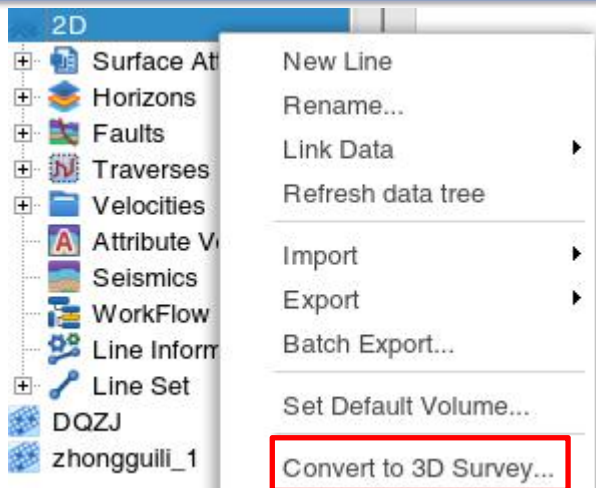 2D
Surface At
Horizons
Faults
Traverses
Velocities
Attribute V
Seismics
WorkFlow
Line Inform
Line Set
DQZJ
zhongguili_1
New Line
Rename...
Link Data
Refresh data tree
Import
Export
Batch Export...
Set Default Volume...
Convert to 3D Survey...